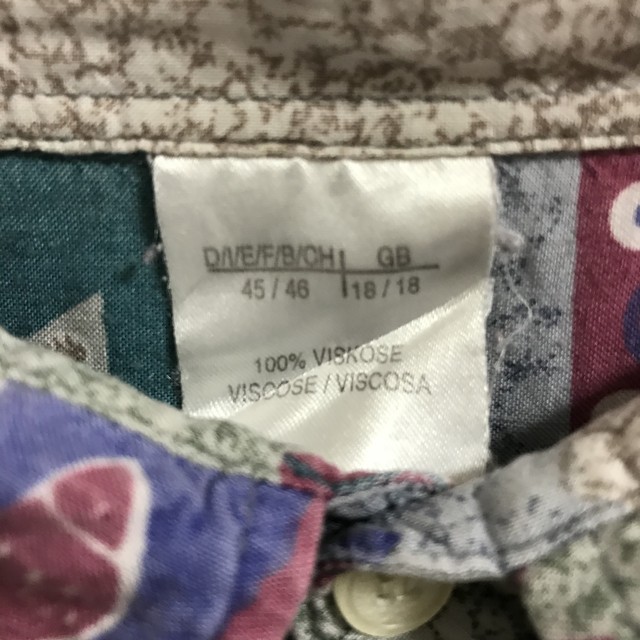 D/I/E/F/B/CH GB
45 / 46 18 / 18
100% VISKOSE
VISCOSE / VISCOSA